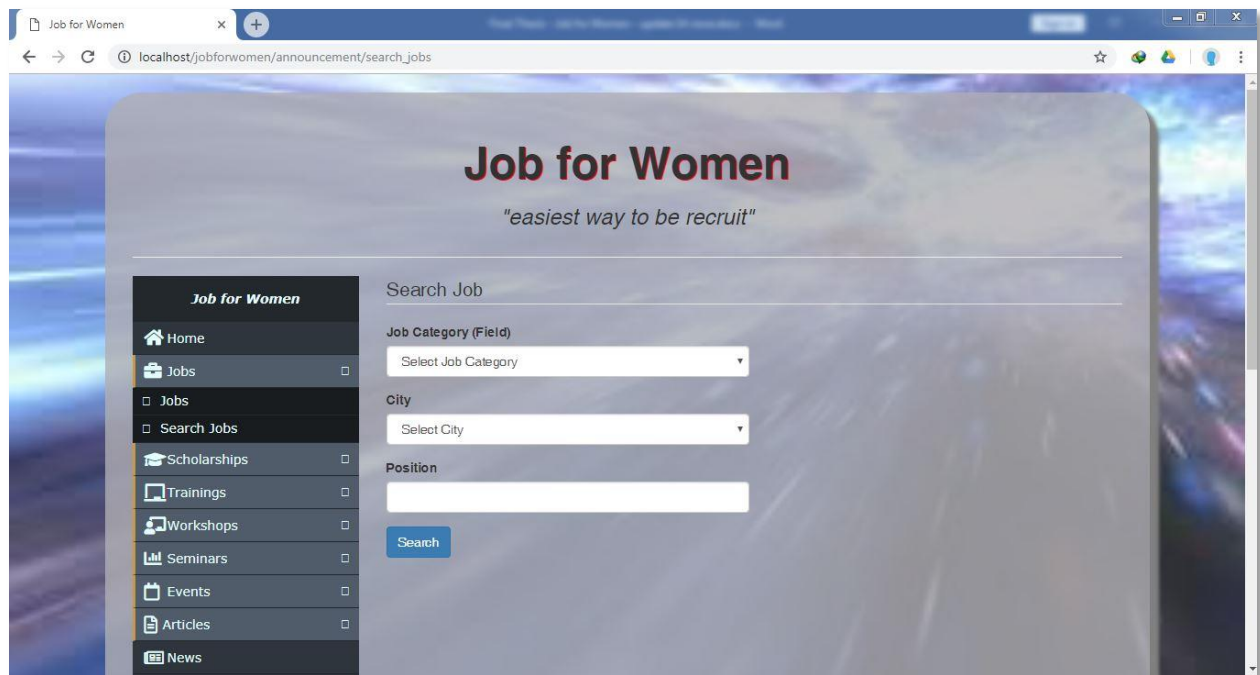 Job for Women
localhost/jobforwomen/announcement/search_jobs
Job for Women
"easiest way to be recruit"
Job for Women
Home
Jobs
Jobs
Search Jobs
Scholarships
Trainings
Workshops
Seminars
Events
Articles
News
Search Job
Job Category (Field)
Select Job Category
City
Select City
Position
Search